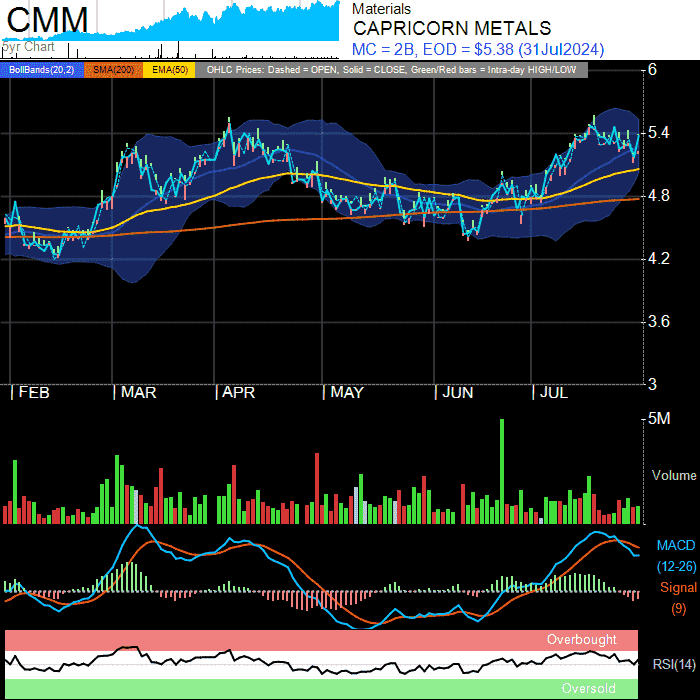 CMM
5yr Chart
Materials
CAPRICORN METALS
MC = 2B, EOD = $5.38 (31Jul2024)
BollBands(20,2) SMA(200) EMA(50) OHLC Prices: Dashed = OPEN, Solid = CLOSE, Green/Red bars = Intra-day HIGH/LOW
6
5.4
4.8
4.2
3.6
3
| FEB | MAR | APR | MAY | JUN | JUL
5M
Volume
MACD
(12-26)
Signal
(9)
Overbought
RSI(14)
Oversold